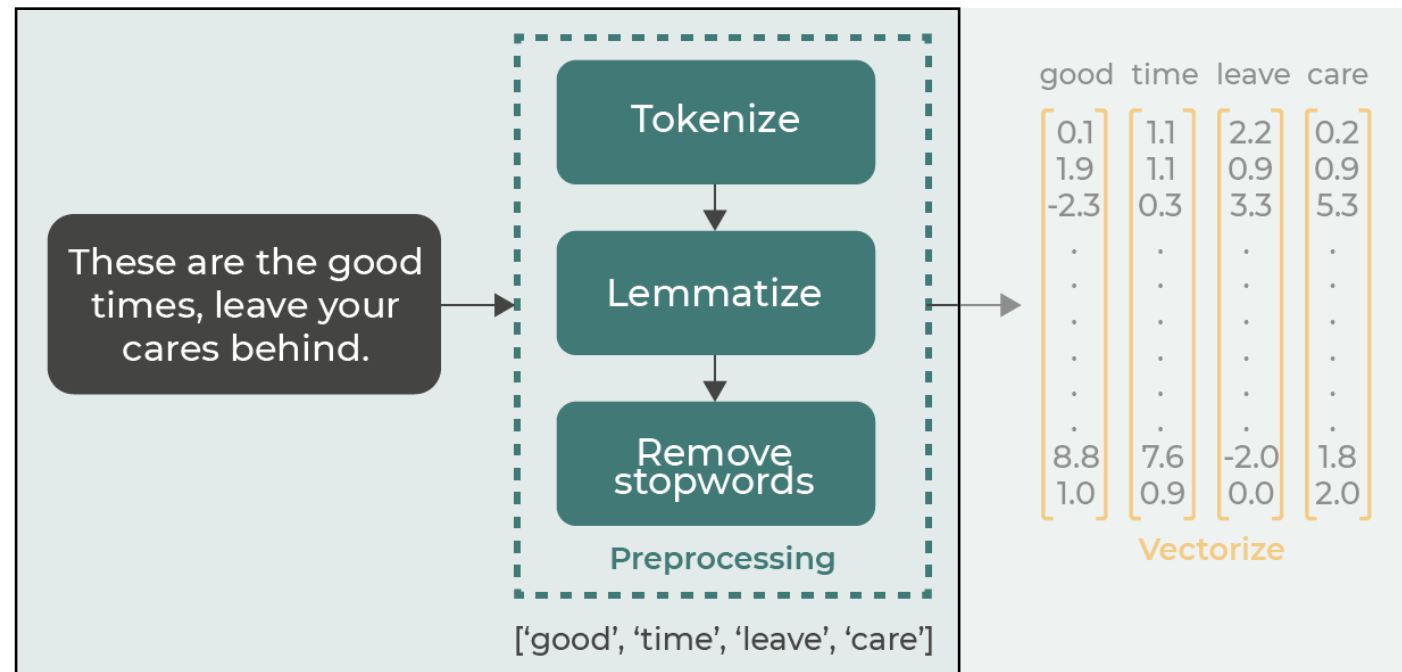 These are the good
times, leave your
cares behind.
Tokenize
Lemmatize
Remove
stopwords
Preprocessing
[‘good’, ‘time’, ‘leave’, ‘care’]
good time leave care
0.1 1.1 2.2 0.2
1.9 1.1 0.9 0.9
-2.3 0.3 3.3 5.3
. . . .
. . . .
. . . .
. . . .
. . . .
. . . .
8.8 7.6 -2.0 1.8
1.0 0.9 0.0 2.0
Vectorize